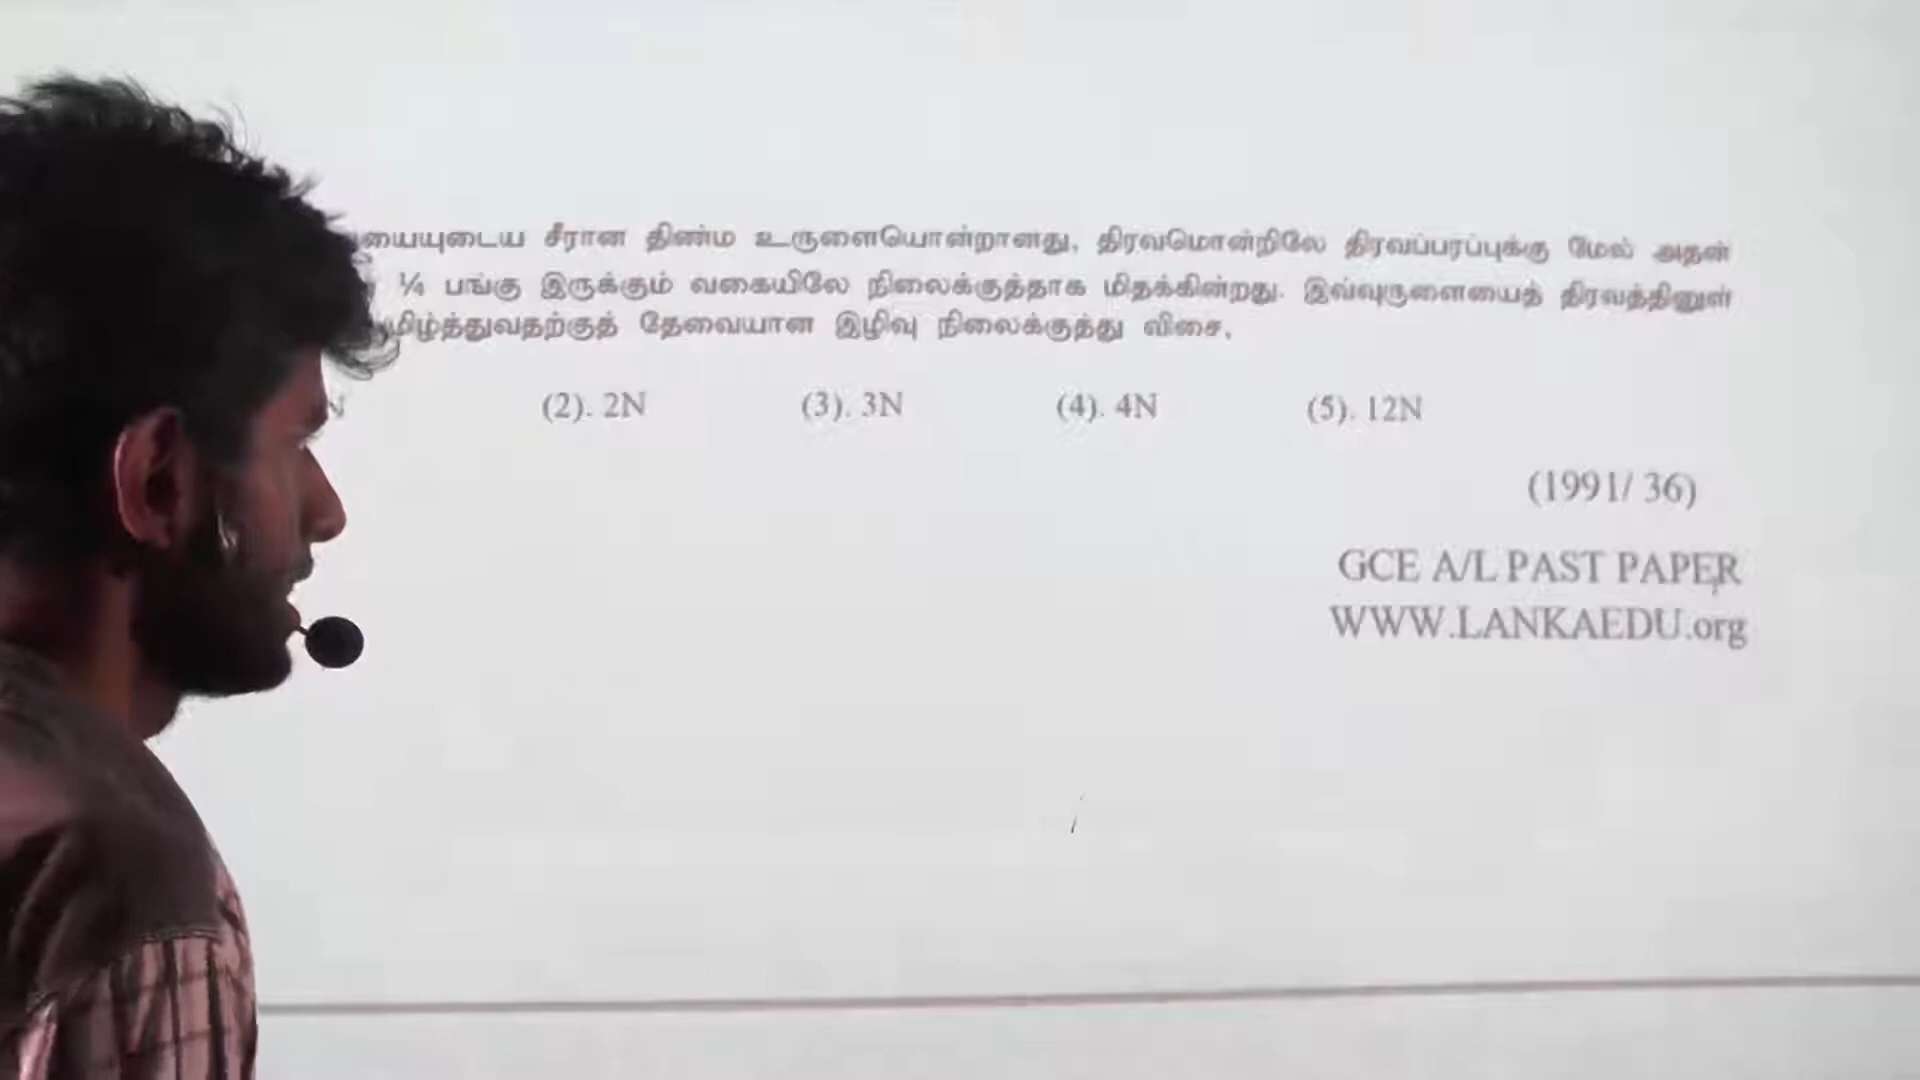 சீரான திண்ம உருளையொன்றானது, திரவமொன்றிலே திரவப்பரப்புக்கு மேல் அதன்
¼ பங்கு இருக்கும் வகையிலே நிலைக்குத்தாக மிதக்கின்றது. இவ்வுருளையைத் திரவத்தினுள்
தேவையான இழிவு நிலைக்குத்து விசை,
(2). 2N (3). 3N (4). 4N (5). 12N
(1991/ 36)
GCE A/L PAST PAPER
WWW.LANKAEDU.org